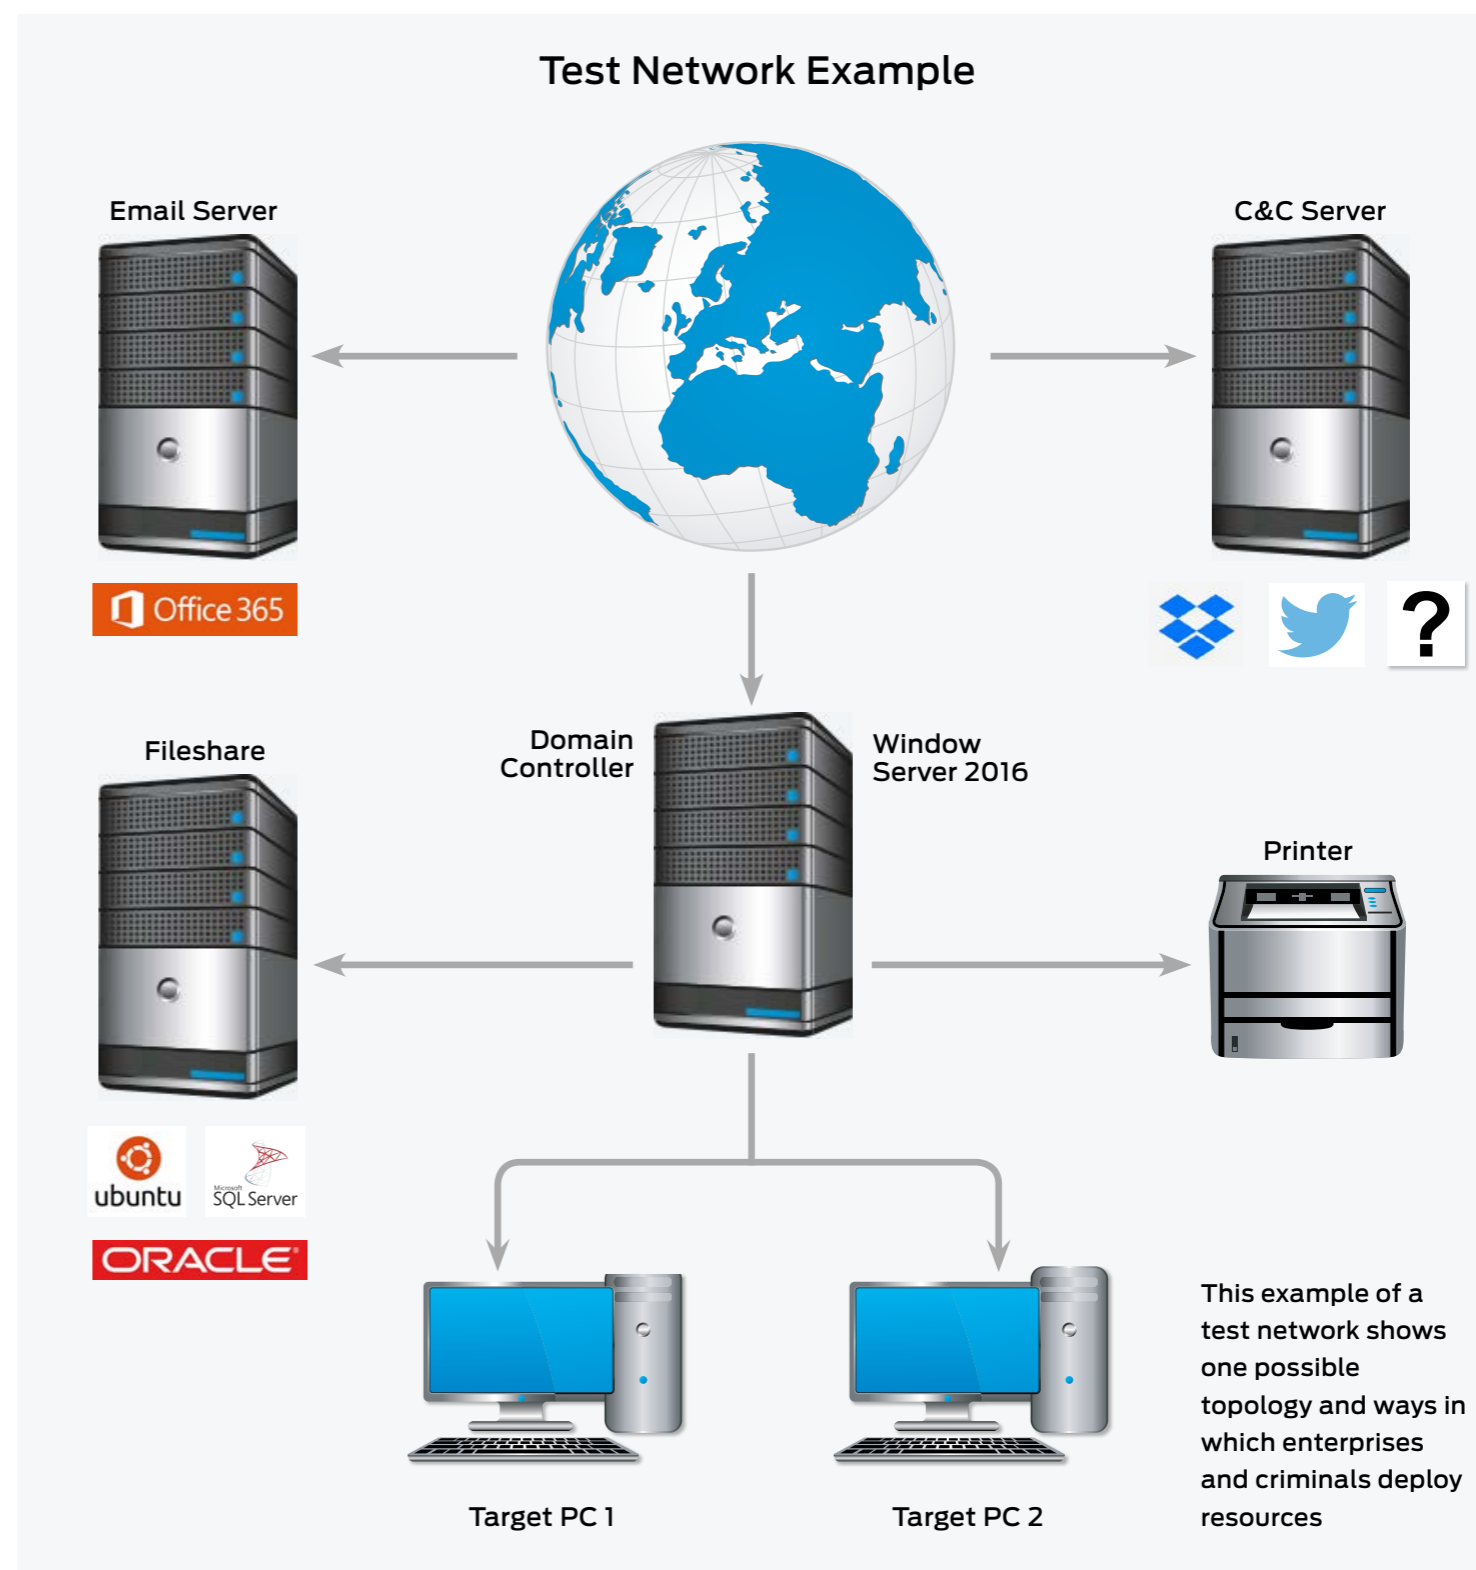 Test Network Example
Email Server
C&C Server
Office 365
?
Fileshare
Domain
Controller
Window
Server 2016
Printer
ubuntu
Microsoft
SQL Server
ORACLE
Target PC 1
Target PC 2
This example of a
test network shows
one possible
topology and ways in
which enterprises
and criminals deploy
resources